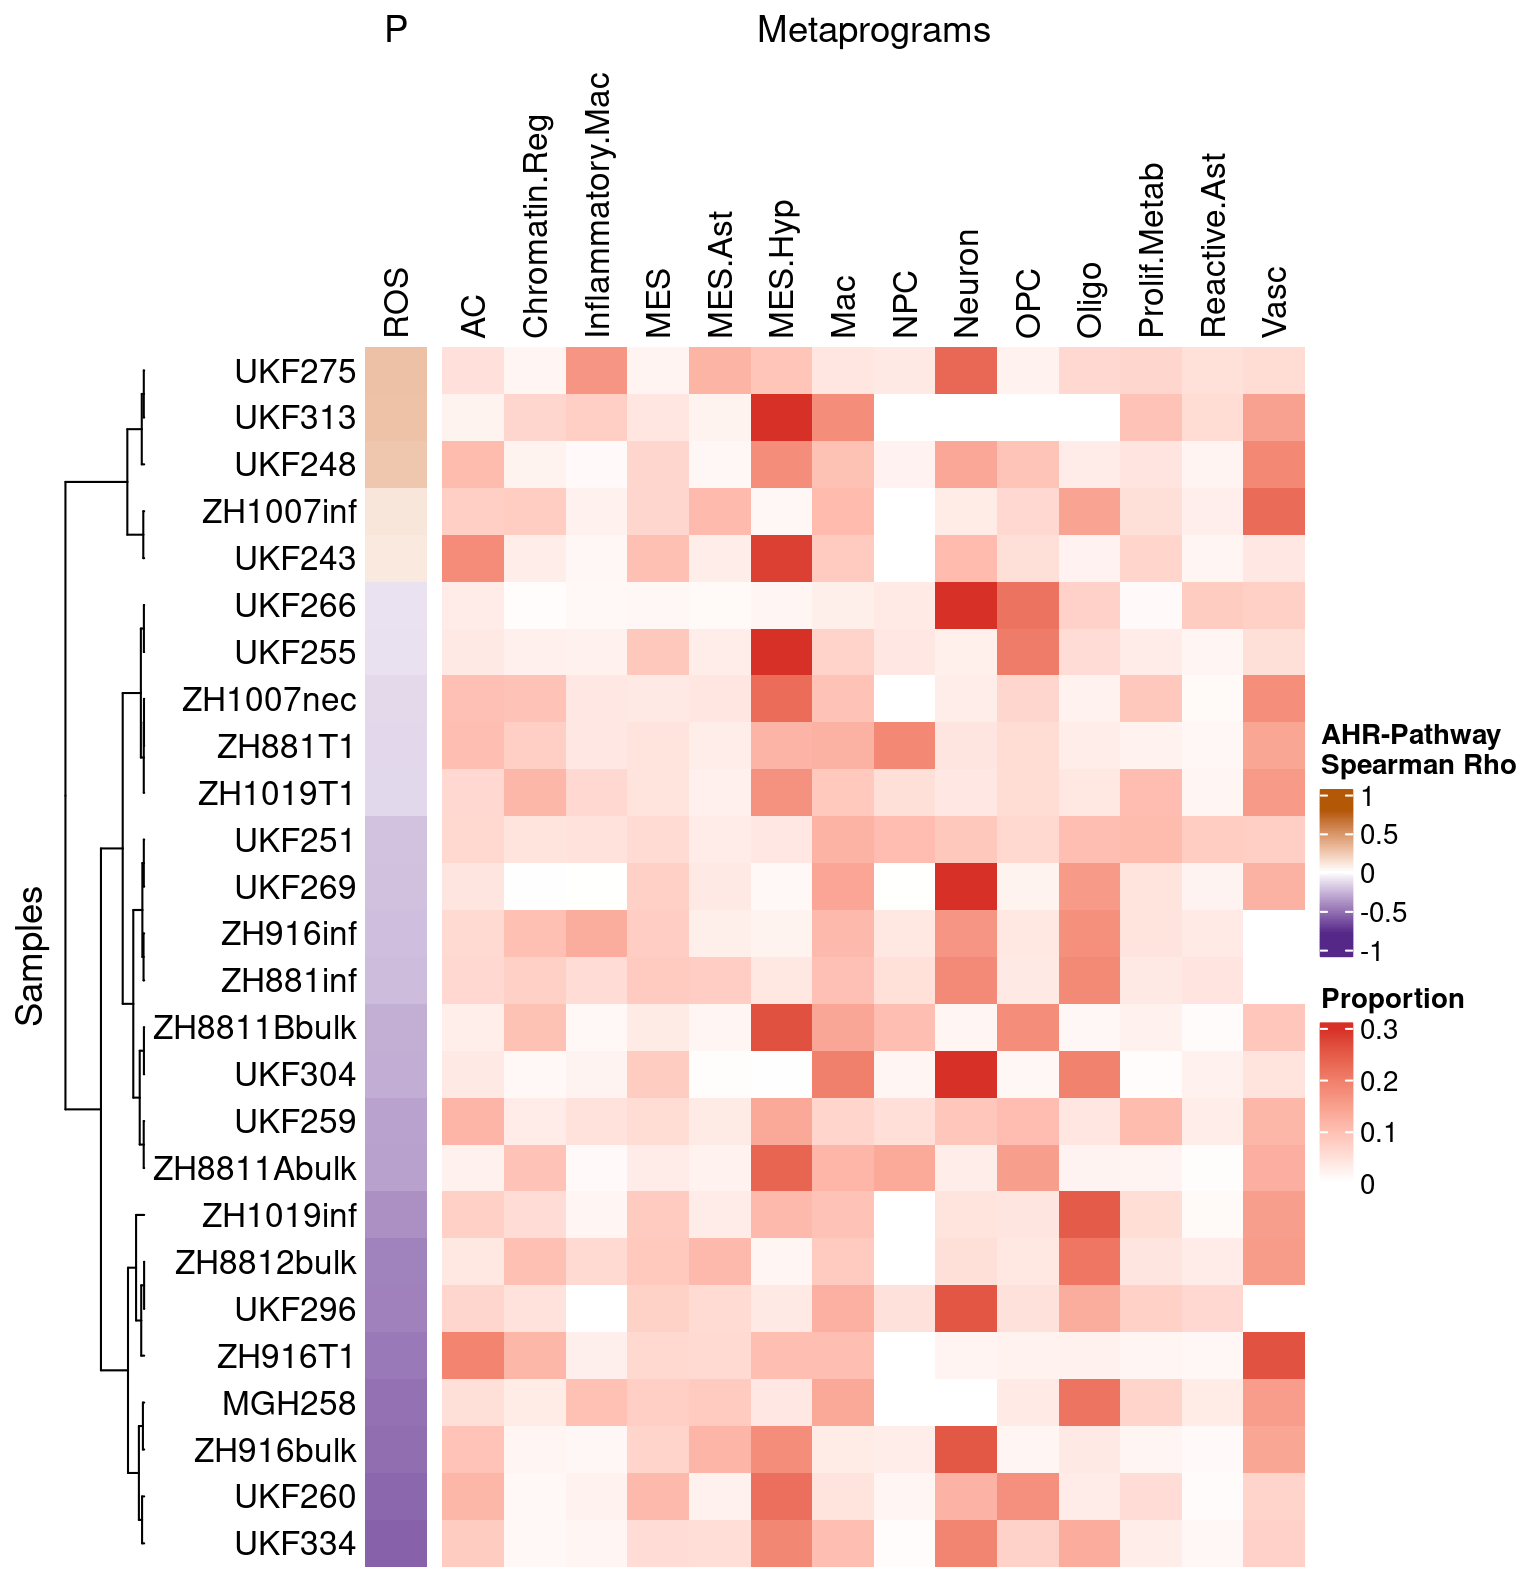 P
Metaprograms
ROS
AC
Chromatin.Reg
Inflammatory.Mac
MES
MES.Ast
MES.Hyp
Mac
NPC
Neuron
OPC
Oligo
Prolif.Metab
Reactive.Ast
Vasc
Samples
UKF275
UKF313
UKF248
ZH1007inf
UKF243
UKF266
UKF255
ZH1007nec
ZH881T1
ZH1019T1
UKF251
UKF269
ZH916inf
ZH881inf
ZH8811Bbulk
UKF304
UKF259
ZH8811Abulk
ZH1019inf
ZH8812bulk
UKF296
ZH916T1
MGH258
ZH916bulk
UKF260
UKF334
AHR-Pathway
Spearman Rho
1
0.5
0
-0.5
-1
Proportion
0.3
0.2
0.1
0